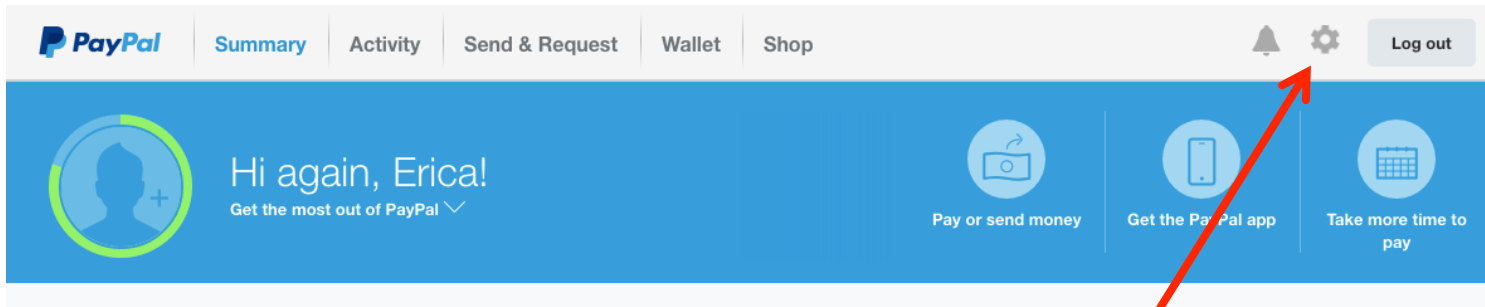 PayPal Summary Activity Send & Request Wallet Shop Log out
Hi again, Erica!
Get the most out of PayPal
Pay or send money
Get the PayPal app
Take more time to
pay